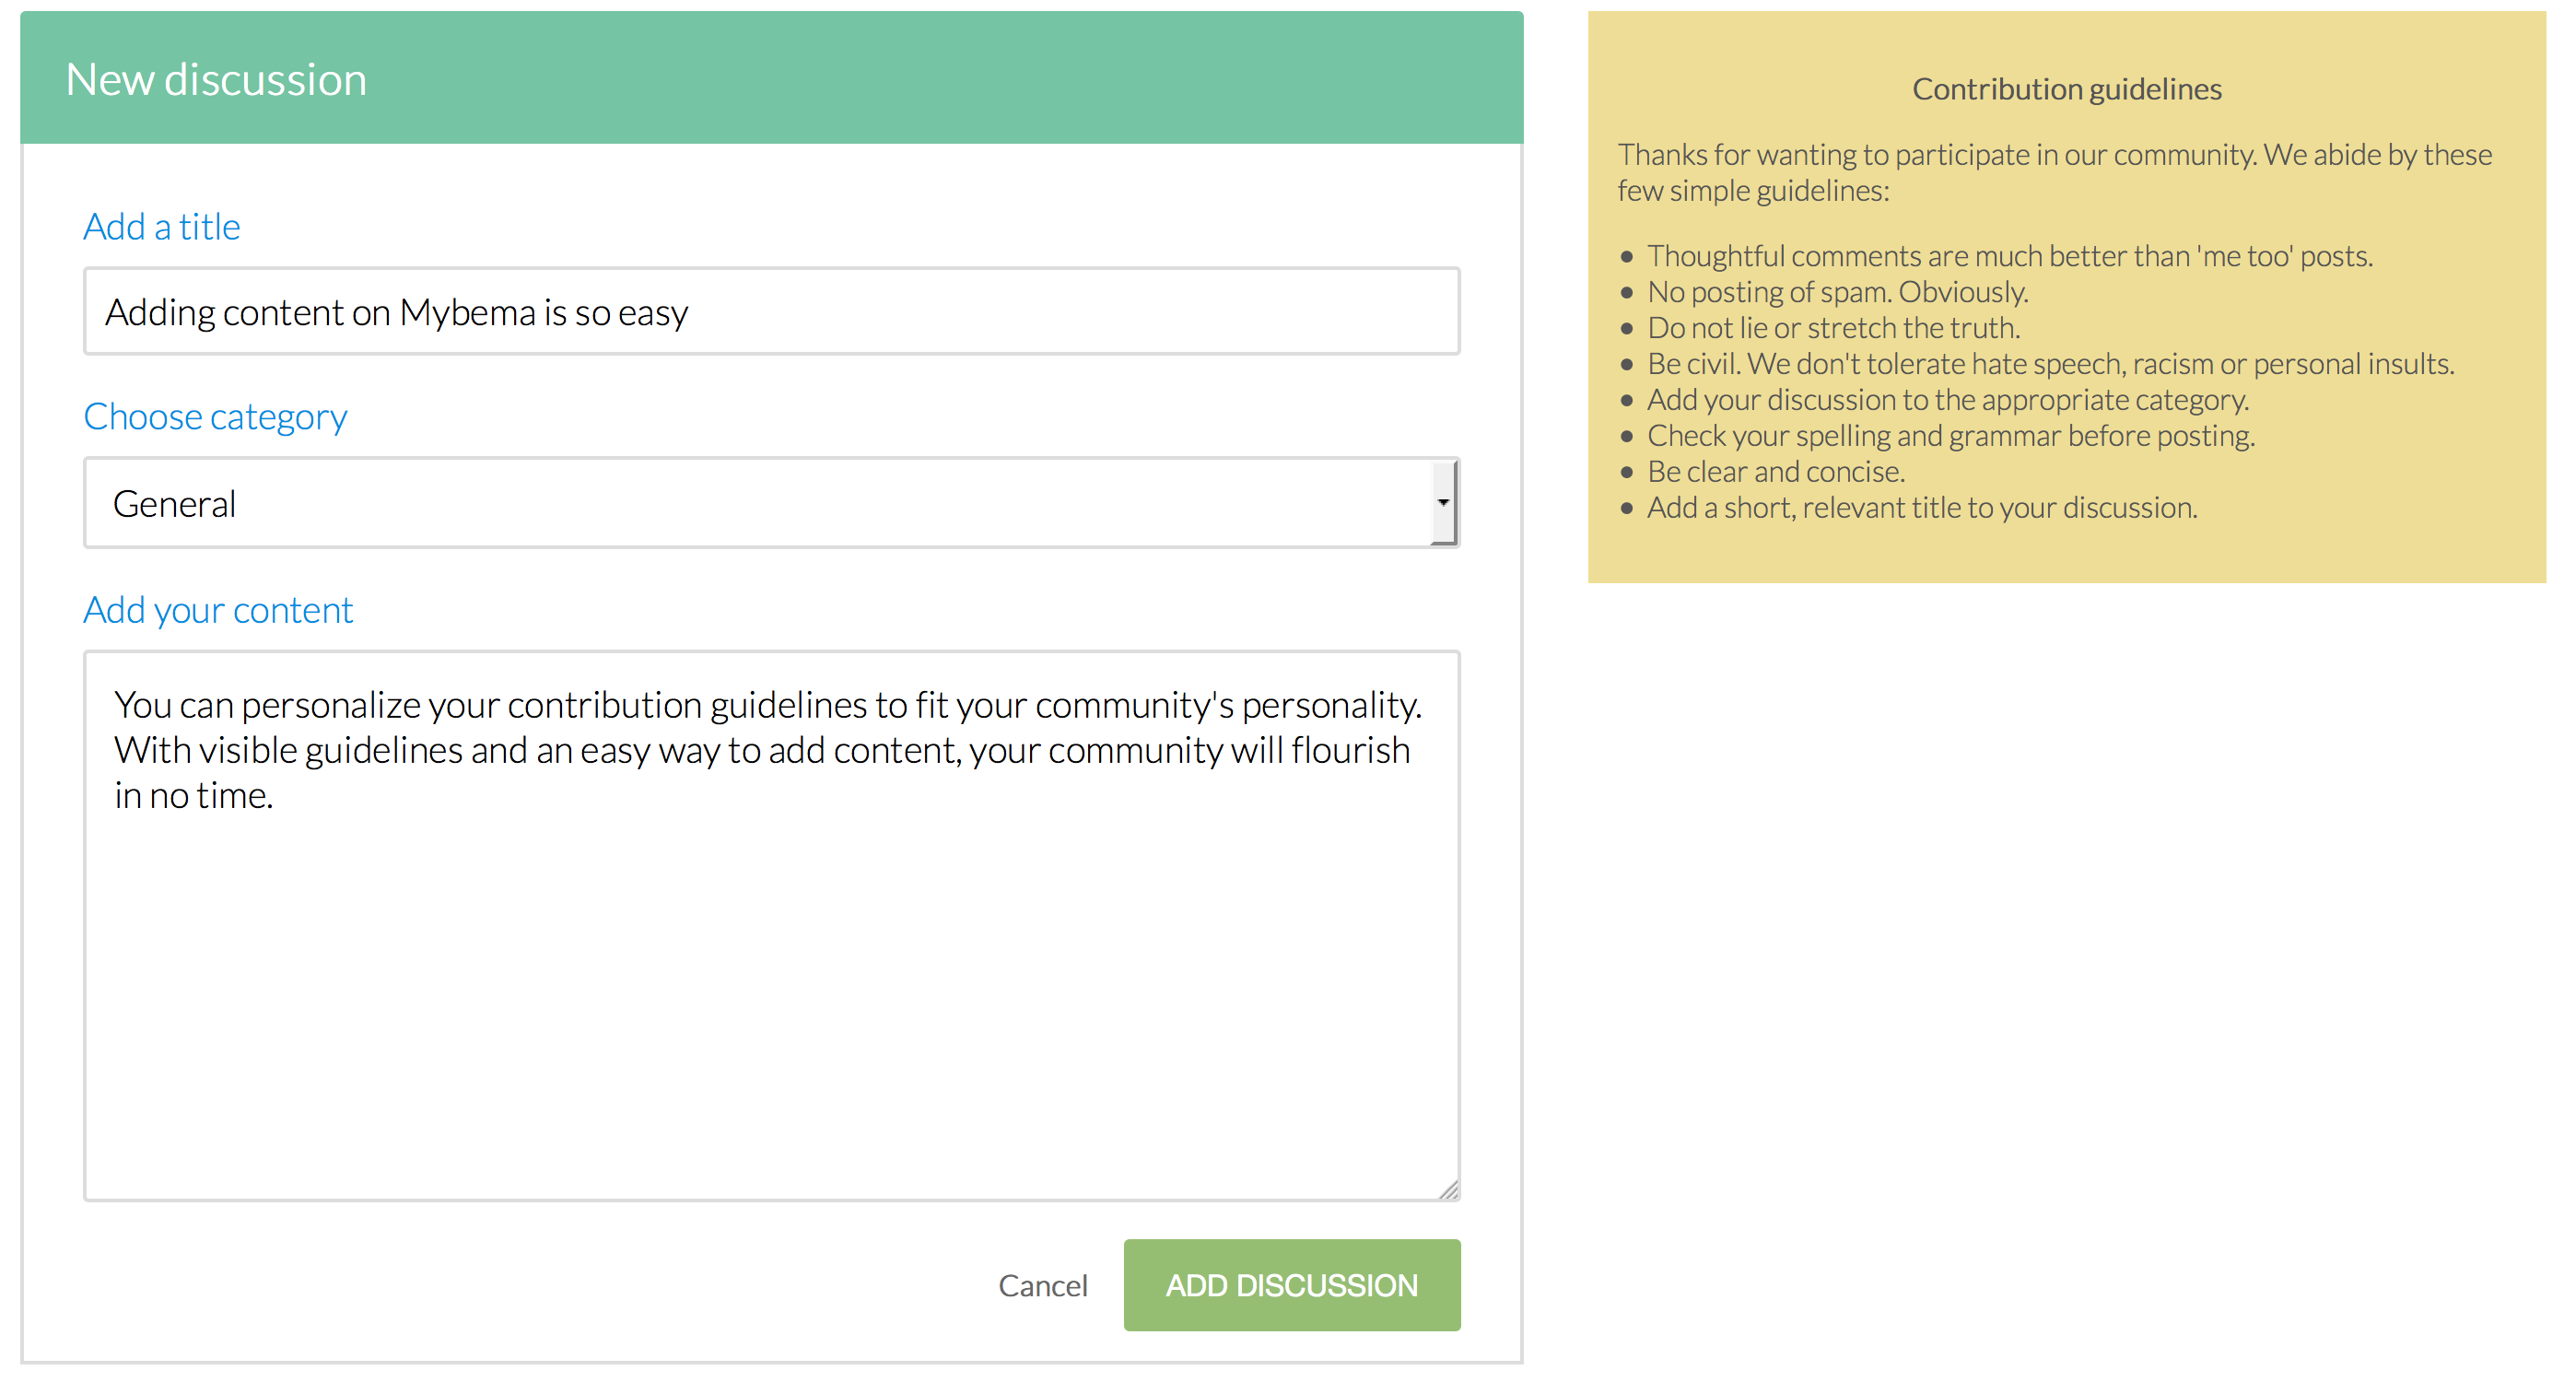 New discussion
Add a title
Adding content on Mybema is so easy
Choose category
General
Add your content
You can personalize your contribution guidelines to fit your community's personality.
With visible guidelines and an easy way to add content, your community will flourish
in no time.
Cancel
ADD DISCUSSION
Contribution guidelines
Thanks for wanting to participate in our community. We abide by these
few simple guidelines:
• Thoughtful comments are much better than 'me too' posts.
• No posting of spam. Obviously.
• Do not lie or stretch the truth.
• Be civil. We don't tolerate hate speech, racism or personal insults.
• Add your discussion to the appropriate category.
• Check your spelling and grammar before posting.
• Be clear and concise.
• Add a short, relevant title to your discussion.